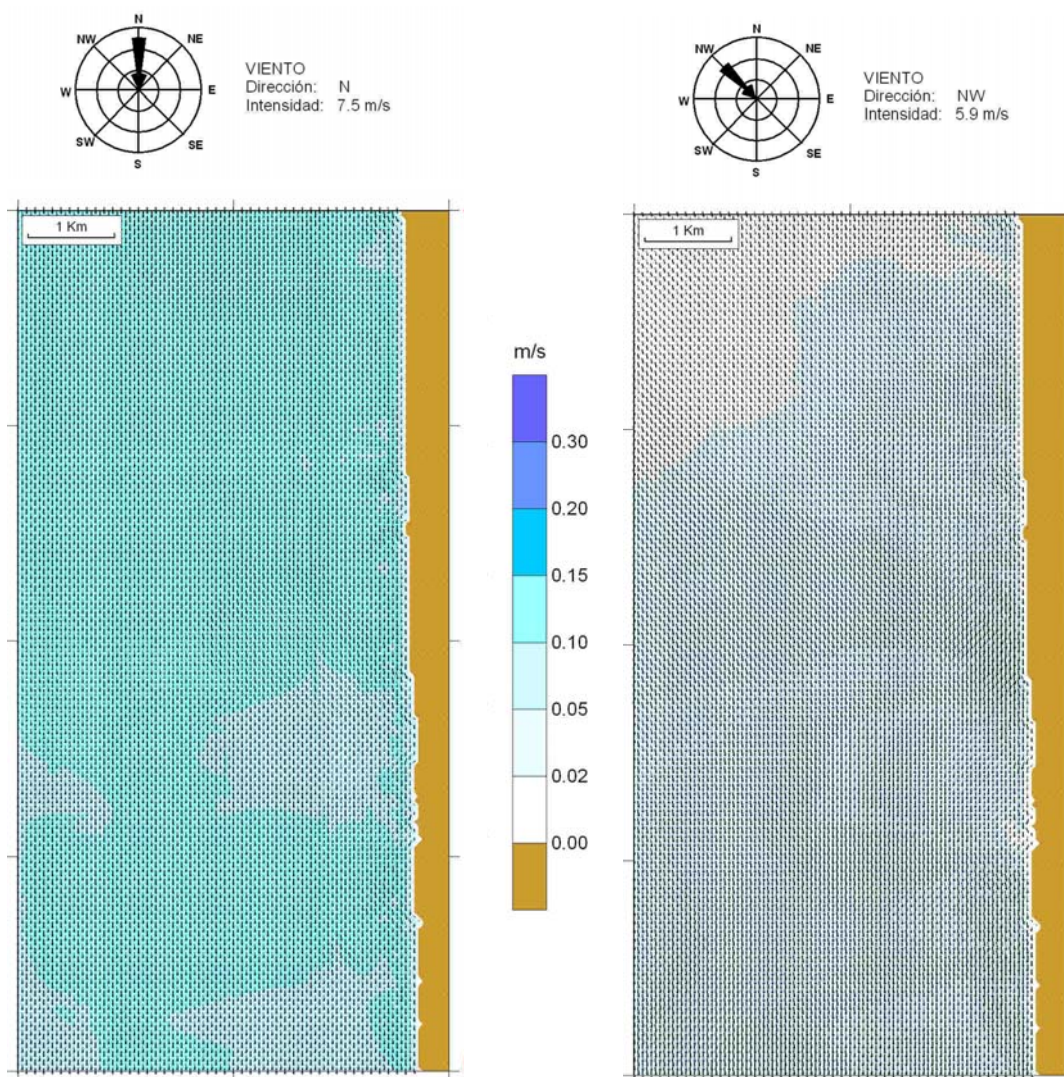 N
NW
NE
W
E
SW
SE
S
VIENTO
Dirección: N
Intensidad: 7.5 m/s
N
NW
NE
W
E
SW
SE
S
VIENTO
Dirección: NW
Intensidad: 5.9 m/s
1 Km
m/s
0.30
0.20
0.15
0.10
0.05
0.02
0.00
1 Km